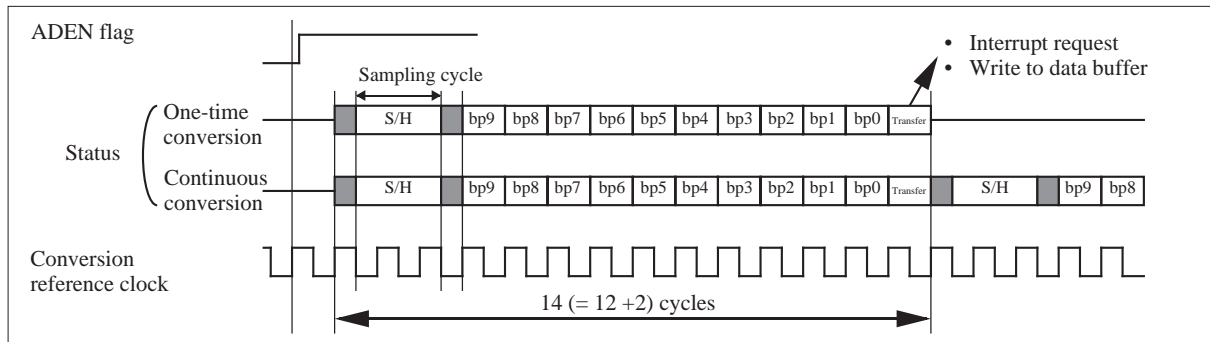 ADEN flag
• Interrupt request
• Write to data buffer
Sampling cycle
Status
One-time
conversion
S/H bp9 bp8 bp7 bp6 bp5 bp4 bp3 bp2 bp1 bp0 Transfer
Continuous
conversion
S/H bp9 bp8 bp7 bp6 bp5 bp4 bp3 bp2 bp1 bp0 Transfer S/H bp9 bp8
Conversion
reference clock
14 (= 12 +2) cycles